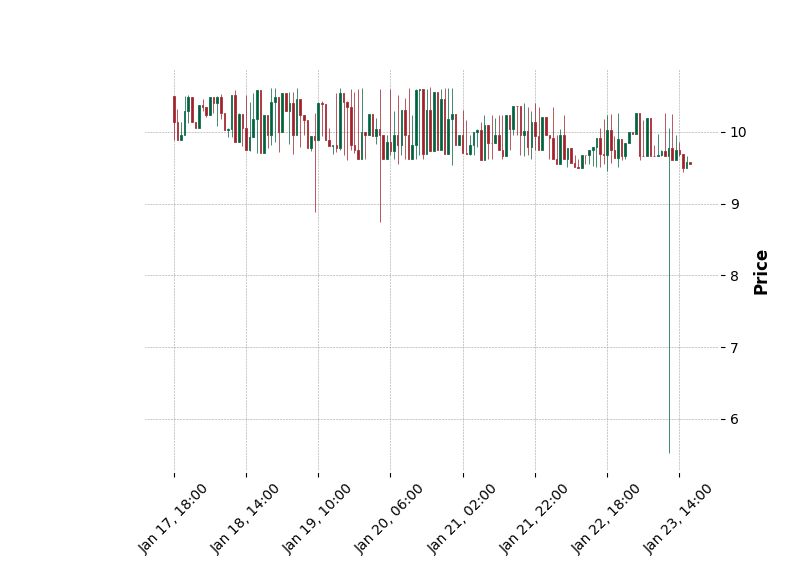 10
9
8
7
6
Price
Jan 17, 18:00
Jan 18, 14:00
Jan 19, 10:00
Jan 20, 06:00
Jan 21, 02:00
Jan 21, 22:00
Jan 22, 18:00
Jan 23, 14:00